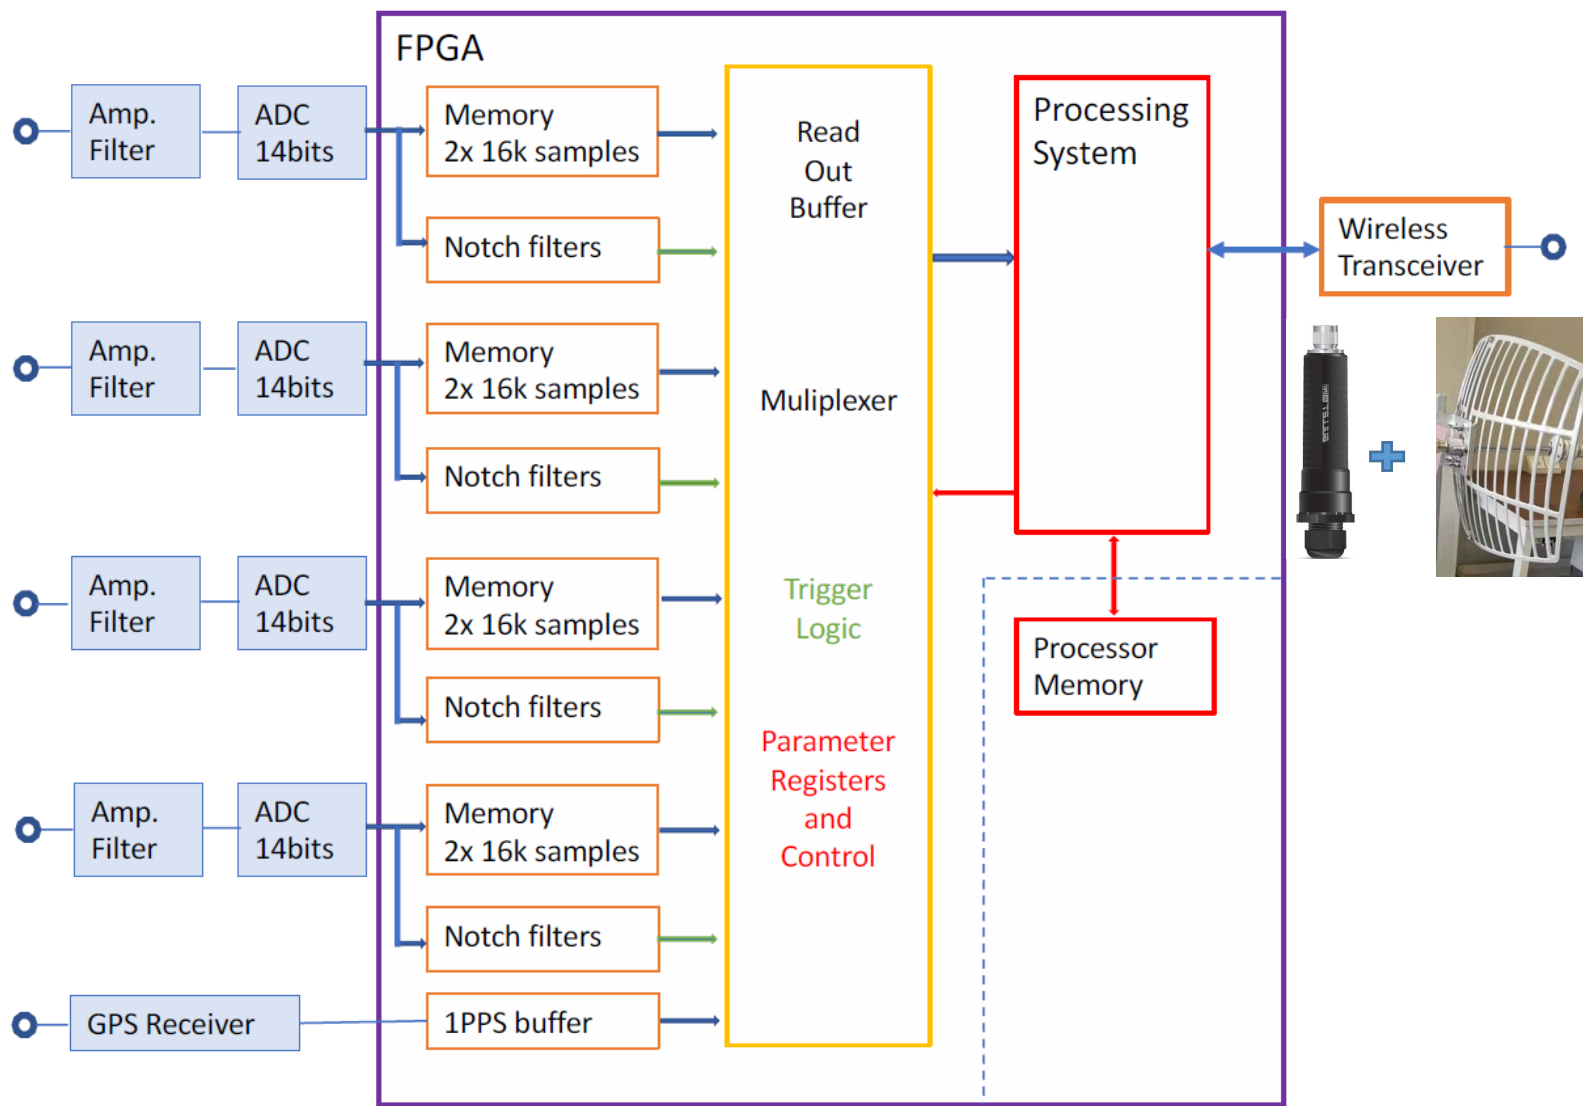 FPGA
Amp.
Filter
ADC
14bits
Memory
2x 16k samples
Notch filters
Amp.
Filter
ADC
14bits
Memory
2x 16k samples
Notch filters
Amp.
Filter
ADC
14bits
Memory
2x 16k samples
Notch filters
Amp.
Filter
ADC
14bits
Memory
2x 16k samples
Notch filters
GPS Receiver
1PPS buffer
Read
Out
Buffer
Muliplexer
Trigger
Logic
Parameter
Registers
and
Control
Processing
System
Processor
Memory
Wireless
Transceiver